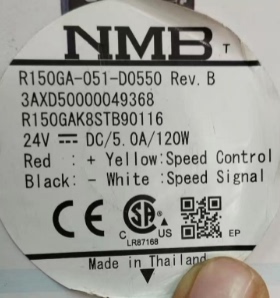 NMB T
R150GA-051-D0550 Rev. B
3AXD50000049368
R150GAK8STB90116
24V ⎓ DC/5.0A/120W
Red : + Yellow:Speed Control
Black: - White :Speed Signal
CE C SA US EP
LR87168
Made in Thailand